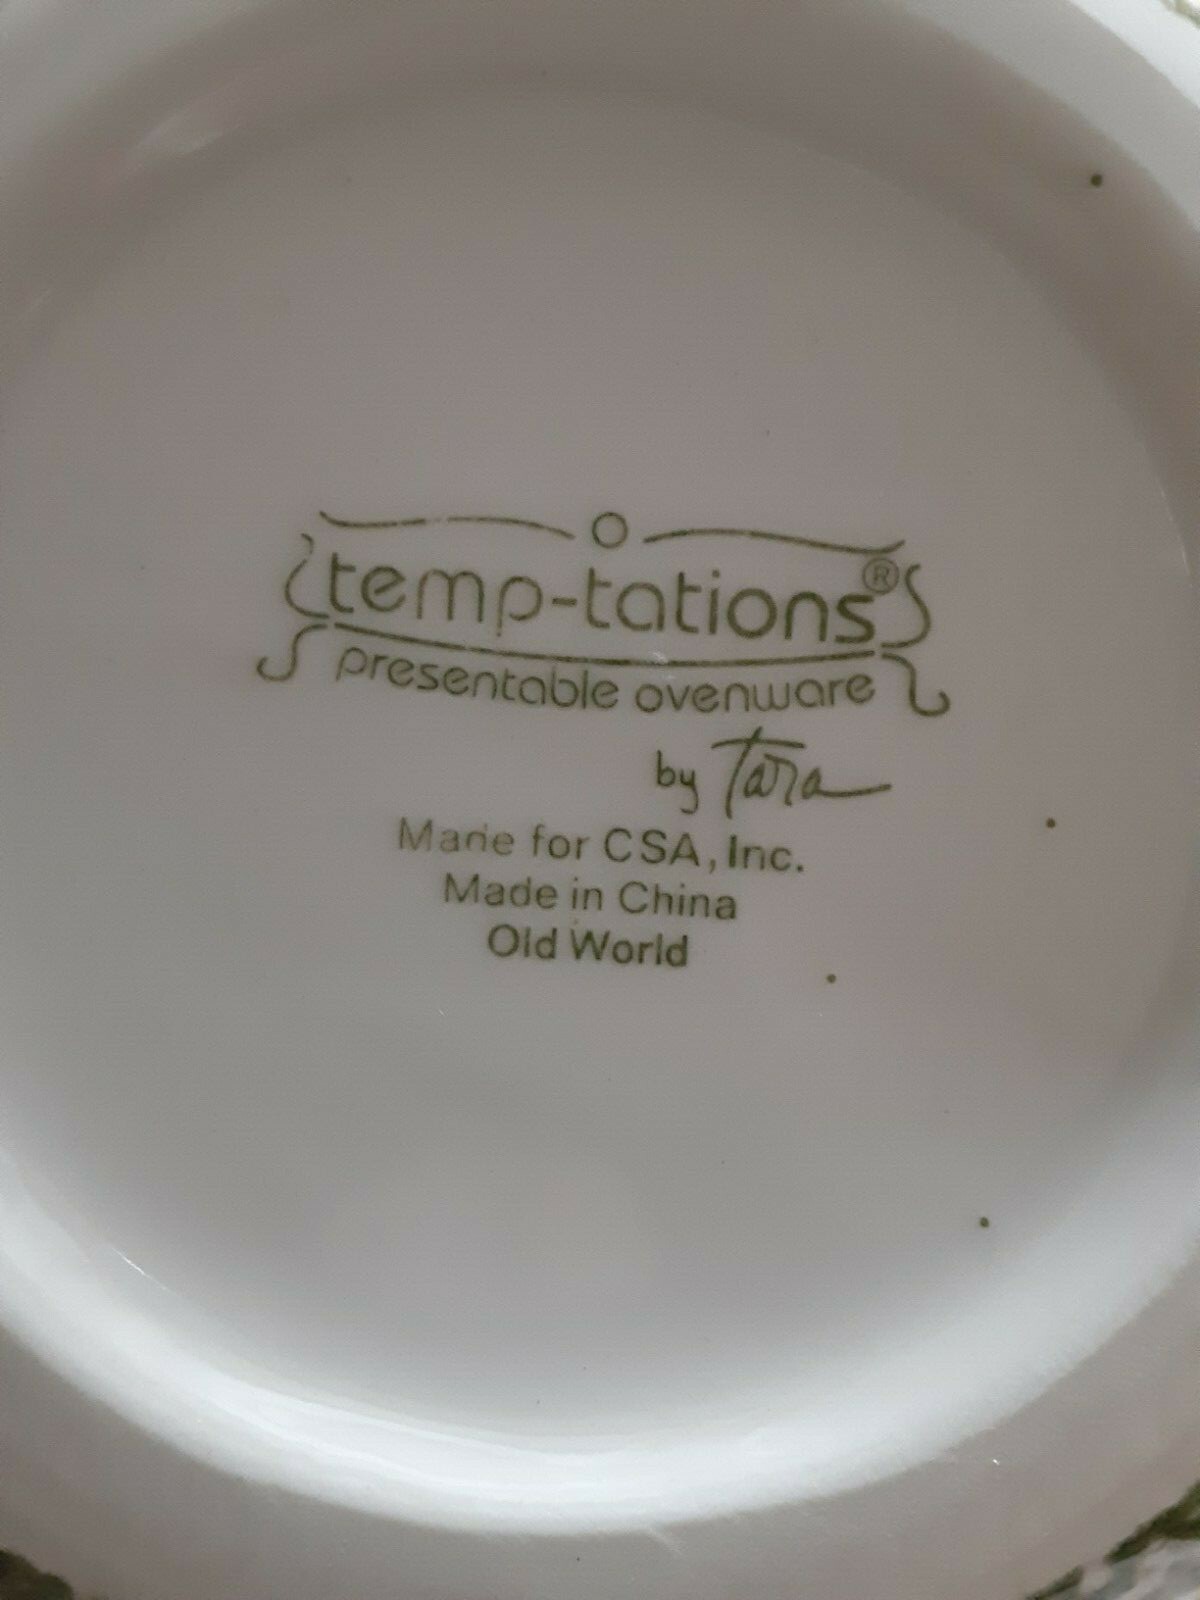 temp-tations®
presentable ovenware
by Tara
Made for CSA, Inc.
Made in China
Old World